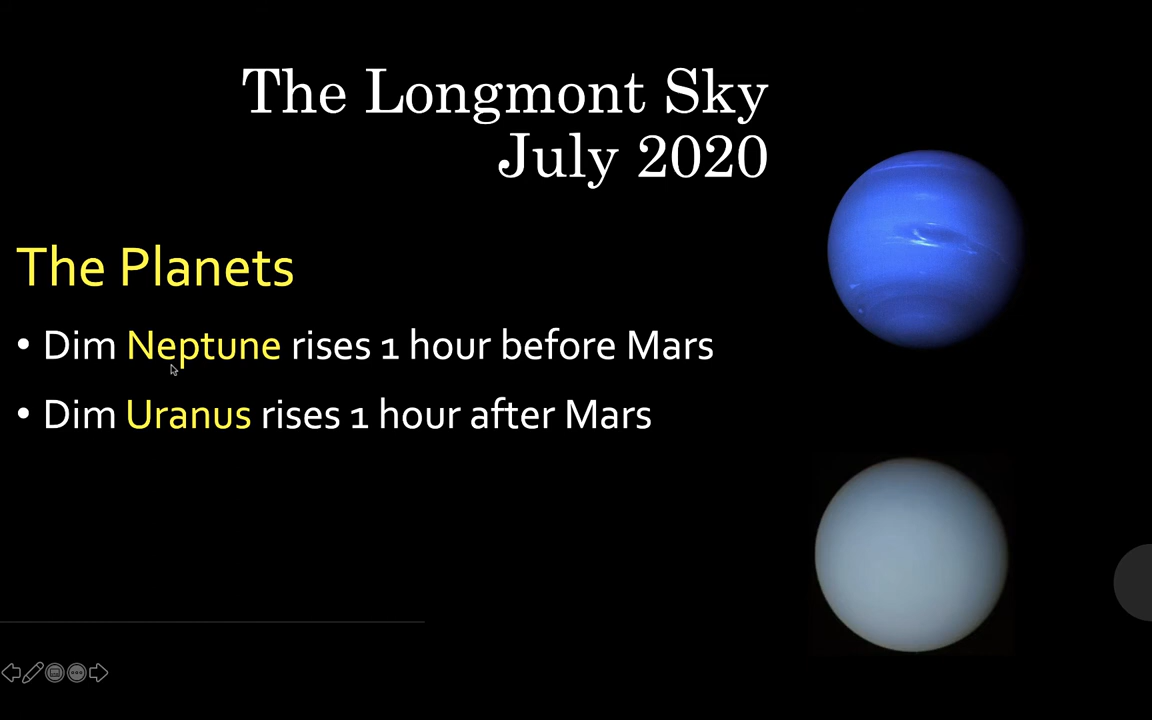 The Longmont Sky
July 2020
The Planets
• Dim Neptune rises 1 hour before Mars
• Dim Uranus rises 1 hour after Mars